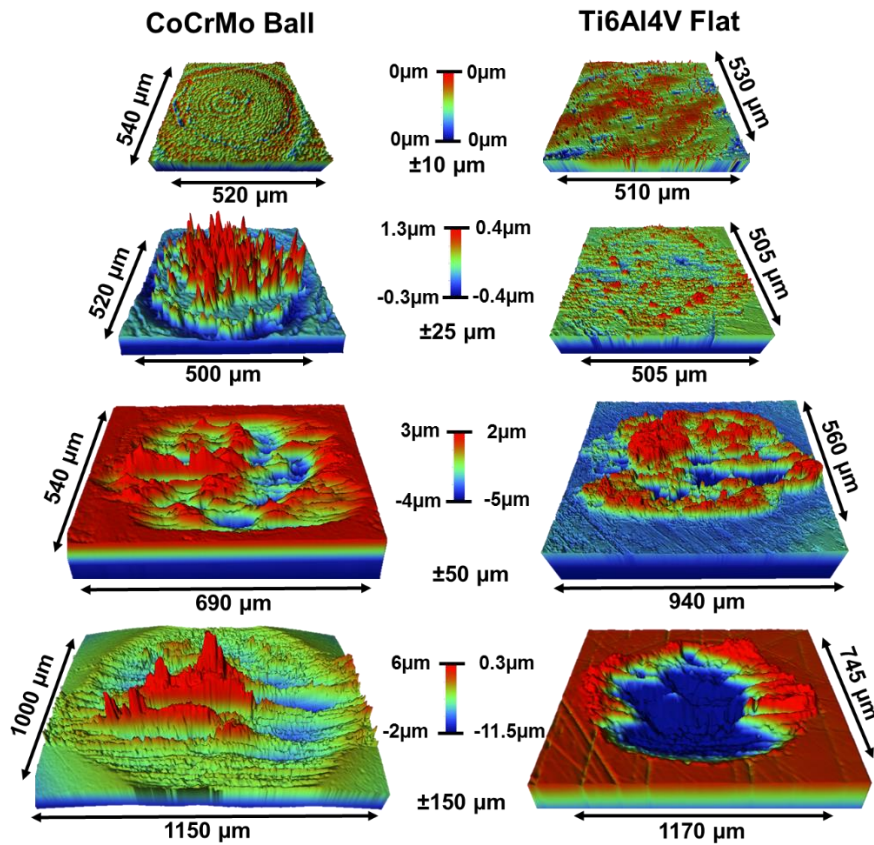 CoCrMo Ball
Ti6Al4V Flat
540 µm
520 µm
0µm 0µm
0µm 0µm
±10 µm
530 µm
510 µm
520 µm
500 µm
1.3µm 0.4µm
-0.3µm -0.4µm
±25 µm
505 µm
505 µm
540 µm
690 µm
3µm 2µm
-4µm -5µm
±50 µm
560 µm
940 µm
1000 µm
1150 µm
6µm 0.3µm
-2µm -11.5µm
±150 µm
745 µm
1170 µm